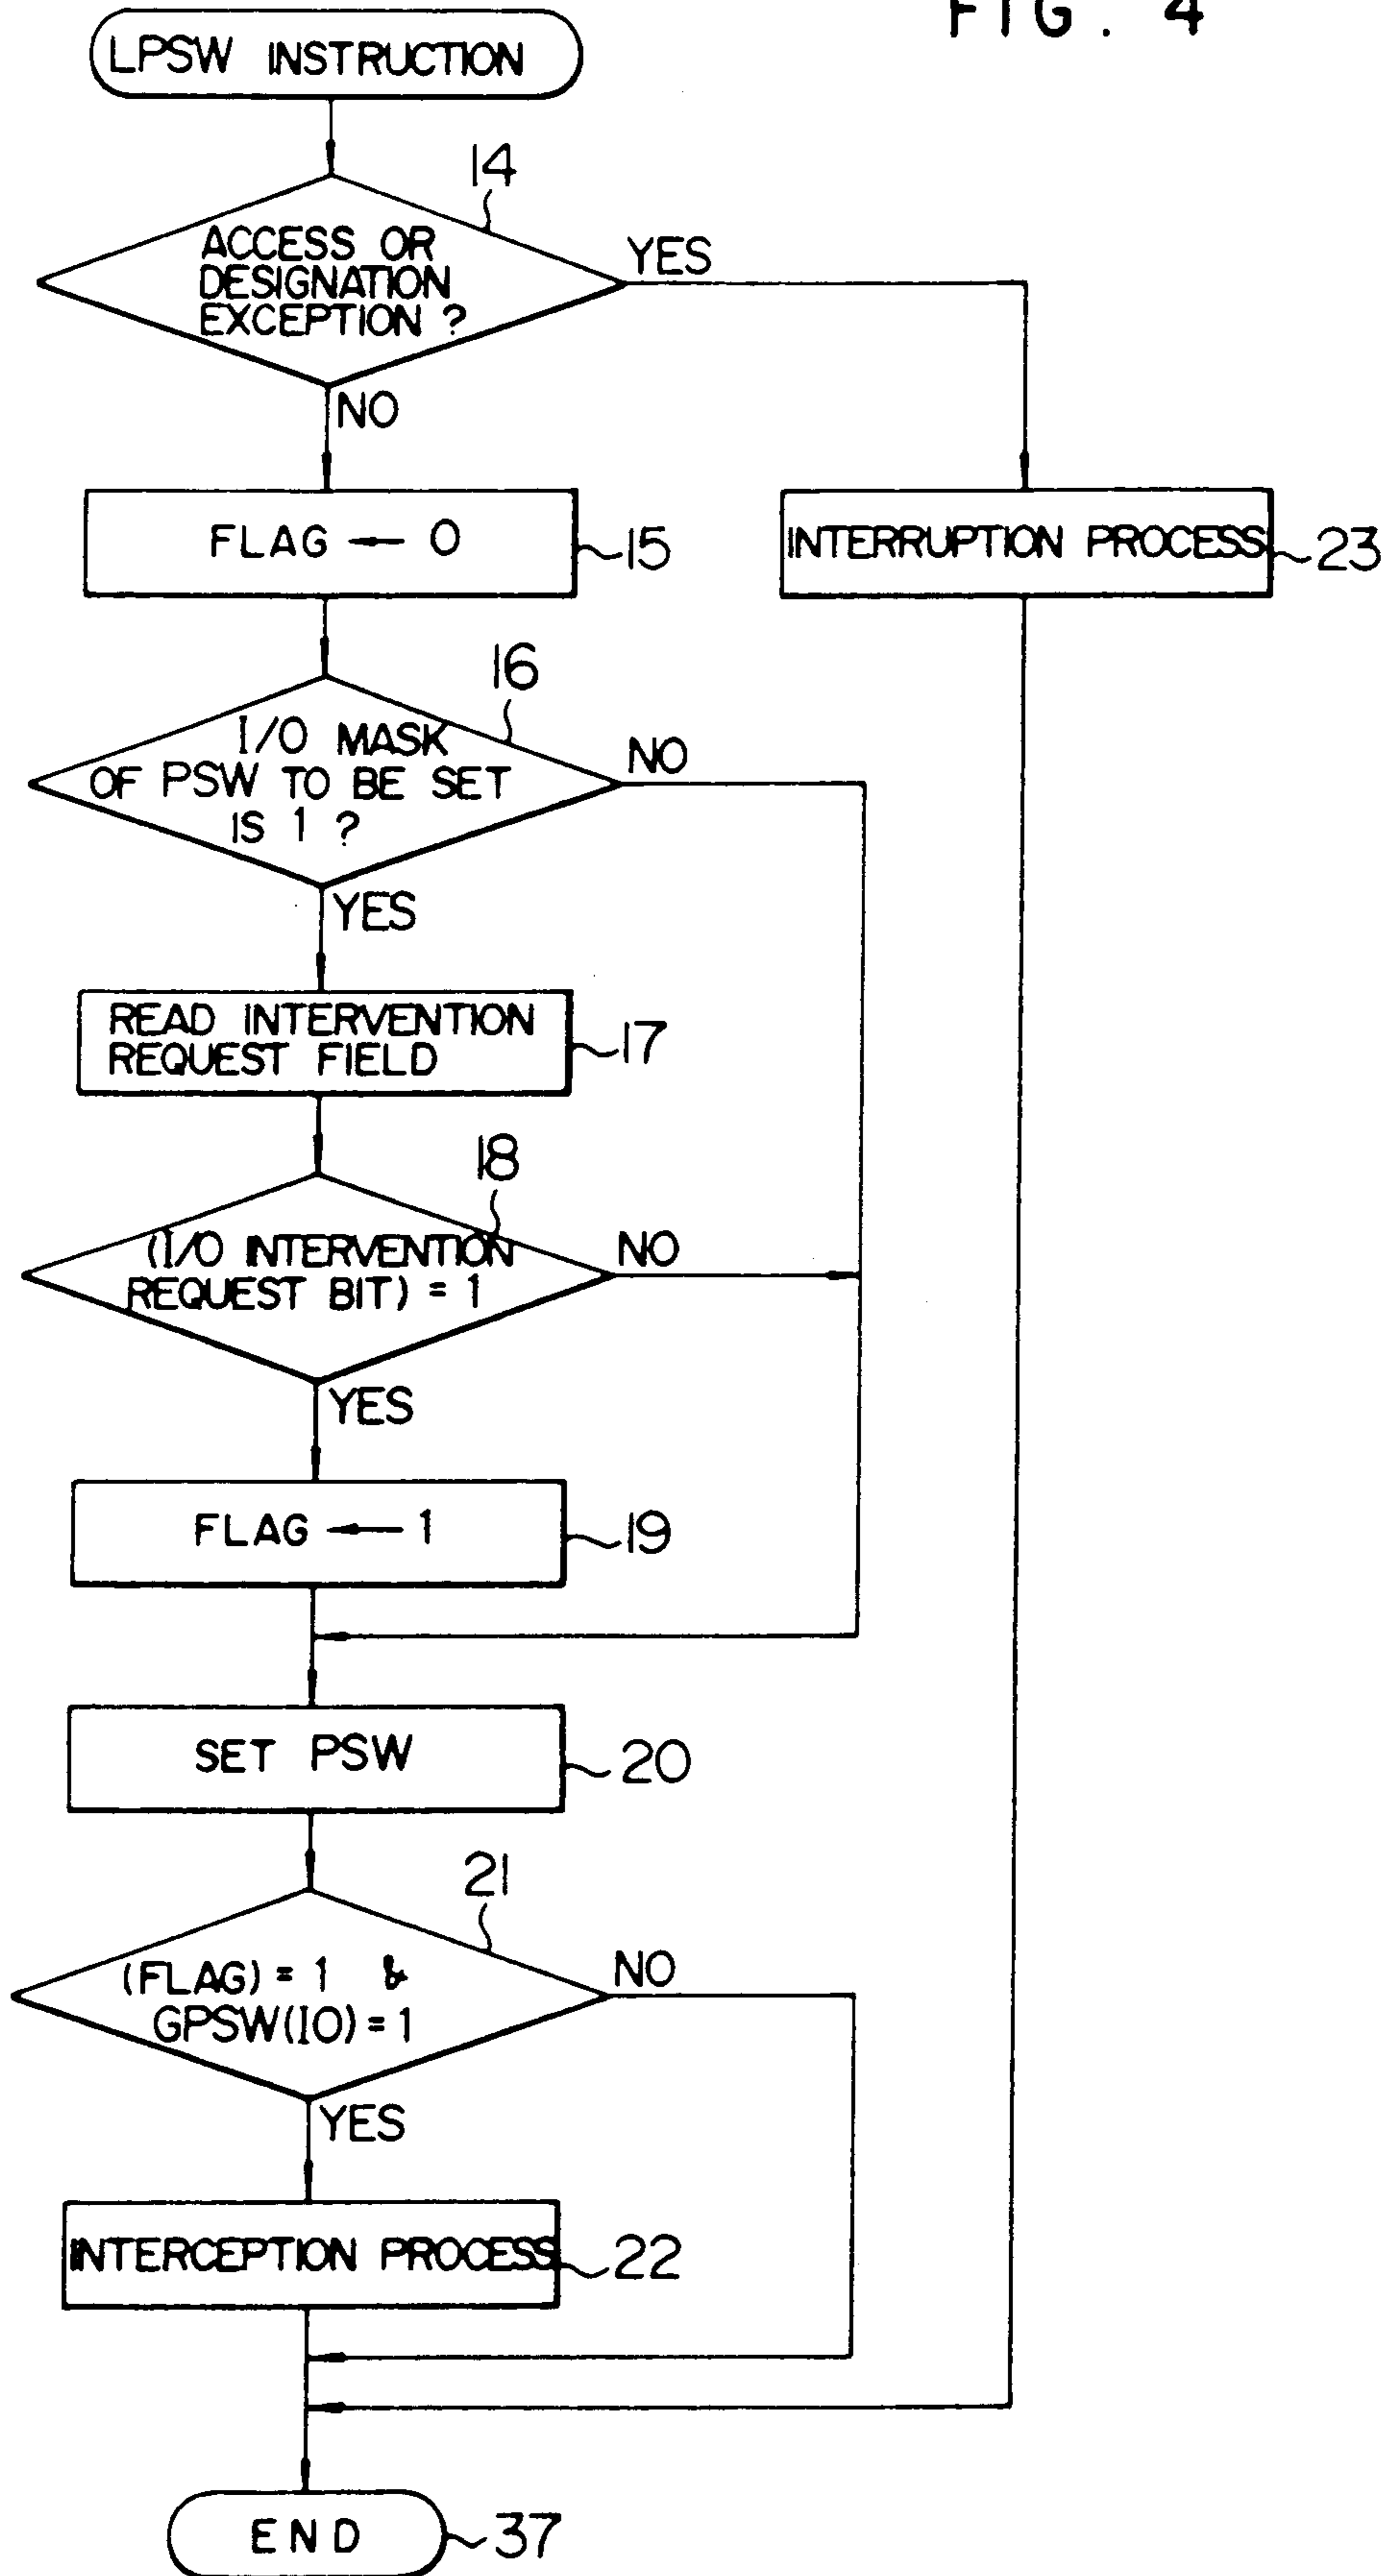 FIG. 4
LPSW INSTRUCTION
14
ACCESS OR
DESIGNATION
EXCEPTION ?
YES
NO
FLAG ← 0
15
INTERRUPTION PROCESS
23
16
I/O MASK
OF PSW TO BE SET
IS 1 ?
NO
YES
READ INTERVENTION
REQUEST FIELD
17
18
(I/O INTERVENTION
REQUEST BIT) = 1
NO
YES
FLAG ← 1
19
SET PSW
20
21
(FLAG) = 1 &
GPSW(IO) = 1
NO
YES
INTERCEPTION PROCESS
22
END
37